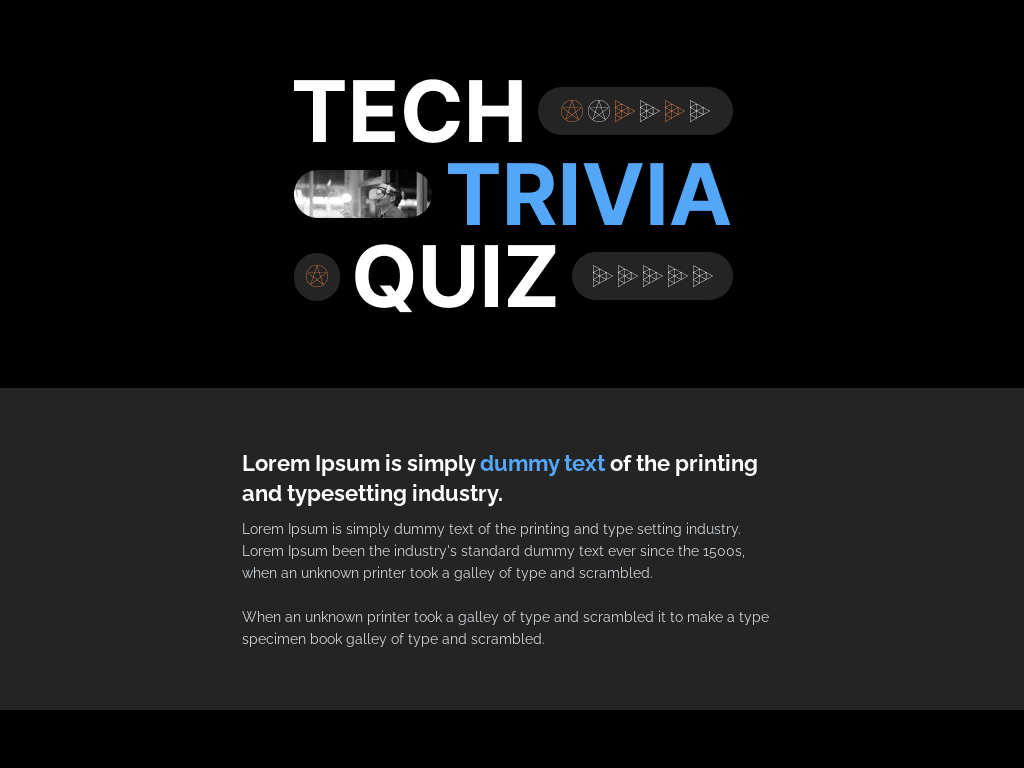 TECH
TRIVIA
QUIZ
Lorem Ipsum is simply dummy text of the printing
and typesetting industry.
Lorem Ipsum is simply dummy text of the printing and type setting industry.
Lorem Ipsum been the industry's standard dummy text ever since the 1500s,
when an unknown printer took a galley of type and scrambled.
When an unknown printer took a galley of type and scrambled it to make a type
specimen book galley of type and scrambled.